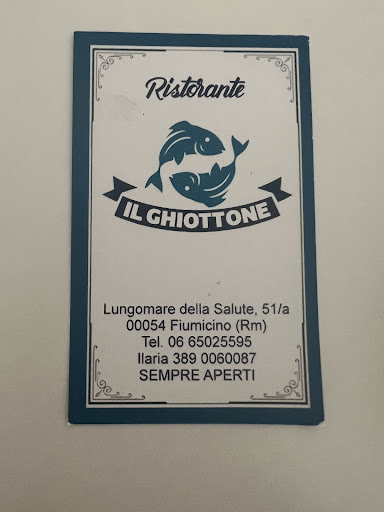 Ristorante
IL GHIOTTONE
Lungomare della Salute, 51/a
00054 Fiumicino (Rm)
Tel. 06 65025595
Ilaria 389 0060087
SEMPRE APERTI